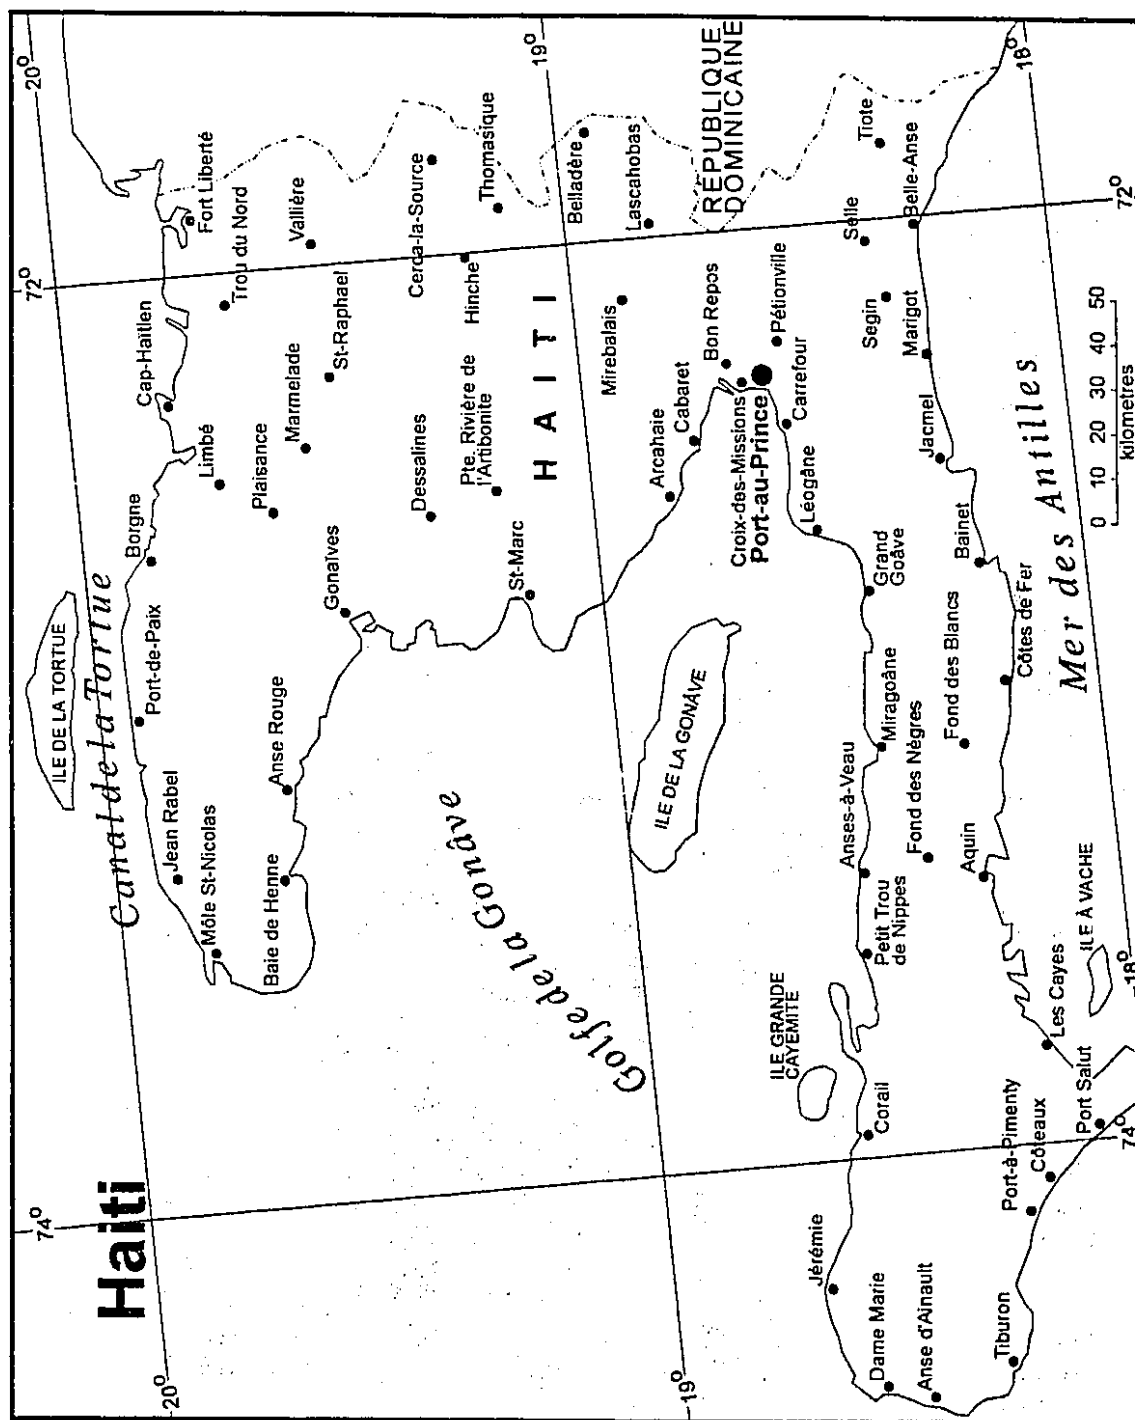 Haiti
74°
72°
20°
20°
ILE DE LA TORTUE
Canal de la Tortue
Port-de-Paix
Jean Rabel
Môle St-Nicolas
Borgne
Cap-Haïtien
Limbé
Fort Liberté
Trou du Nord
Plaisance
Marmelade
Vallière
St-Raphael
Anse Rouge
Baie de Henne
Gonaïves
Cerca-la-Source
Dessalines
Hinche
Thomasique
Pte. Rivière de
l'Artibonite
St-Marc
HAITI
19°
19°
Golfe de la Gonâve
Belladère
Lascahobas
Mirebalais
Arcahaie
Cabaret
Bon Repos
Croix-des-Missions
Port-au-Prince
Pétionville
Carrefour
RÉPUBLIQUE
DOMINICAINE
ILE DE LA GONÂVE
Léogâne
Grand
Goâve
ILE GRANDE
CAYEMITE
Jérémie
Corail
Petit Trou
de Nippes
Anses-à-Veau
Miragoâne
Fond des Nègres
Fond des Blancs
Dame Marie
Anse d'Ainault
Tiburon
Port-à-Pimenty
Côteaux
Port Salut
Les Cayes
ILE À VACHE
Aquin
Côtes de Fer
Bainet
Jacmel
Marigot
Segin
Selle
Belle-Anse
Tiote
Mer des Antilles
18°
18°
74°
72°
0 10 20 30 40 50
kilometres